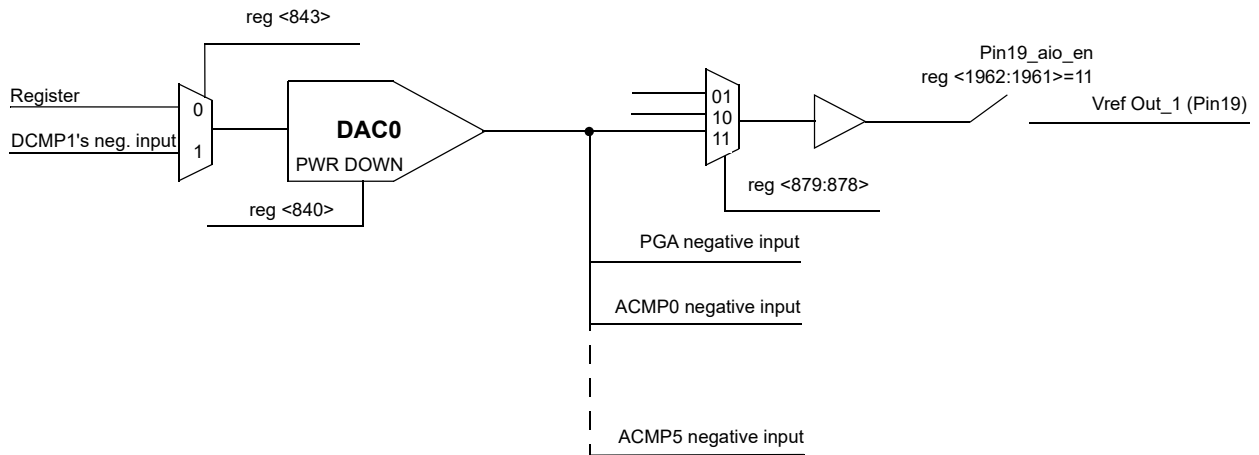 reg <843>
Register
0
DCMP1's neg. input
1
DAC0
PWR DOWN
reg <840>
01
10
11
reg <879:878>
Pin19_aio_en
reg <1962:1961>=11
Vref Out_1 (Pin19)
PGA negative input
ACMP0 negative input
ACMP5 negative input